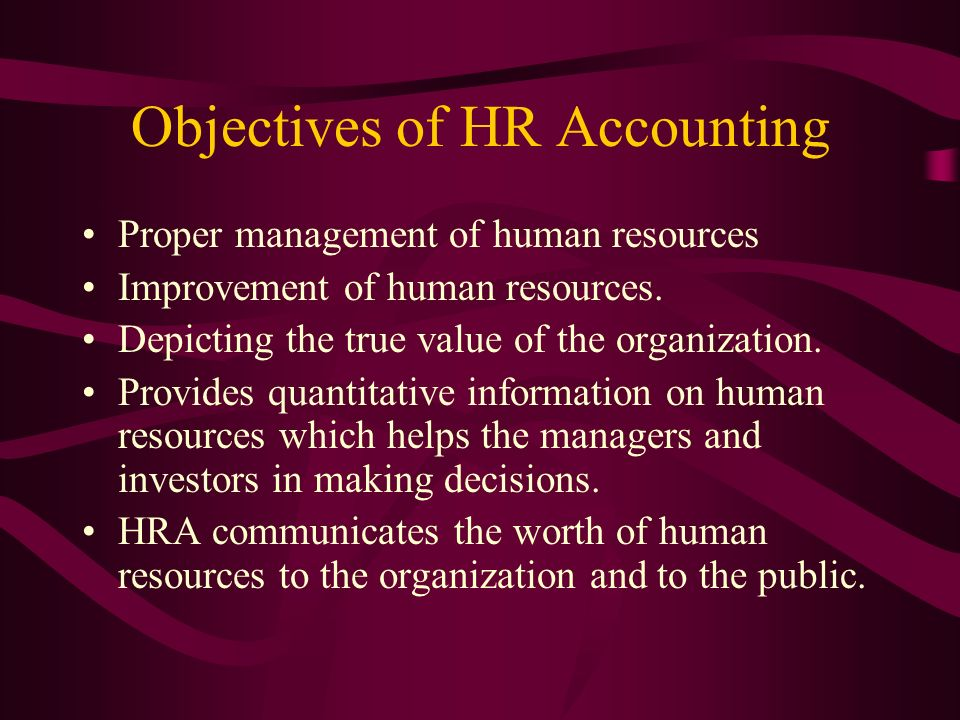 Objectives of HR Accounting
• Proper management of human resources
• Improvement of human resources.
• Depicting the true value of the organization.
• Provides quantitative information on human
resources which helps the managers and
investors in making decisions.
• HRA communicates the worth of human
resources to the organization and to the public.